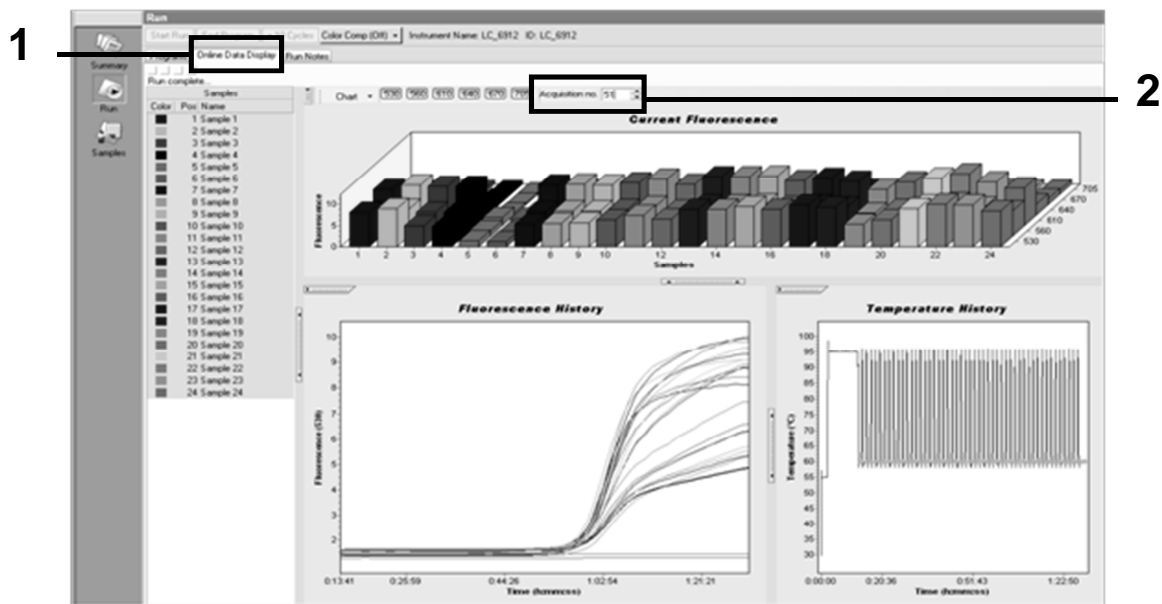 Run
1
Start Run
Cycles
Color Comp (Off)
Instrument Name: LC_6912 ID: LC_6912
Online Data Display
Run Notes
Summary
Run complete...
2
Samples
Chart
530 560 610 640 670 705
Acquisition no. 51
Color Pos Name
Run
Samples
1 Sample 1
2 Sample 2
3 Sample 3
4 Sample 4
5 Sample 5
6 Sample 6
7 Sample 7
8 Sample 8
9 Sample 9
10 Sample 10
11 Sample 11
12 Sample 12
13 Sample 13
14 Sample 14
15 Sample 15
16 Sample 16
17 Sample 17
18 Sample 18
19 Sample 19
20 Sample 20
21 Sample 21
22 Sample 22
23 Sample 23
24 Sample 24
Current Fluorescence
Fluorescence
10
5
0
705
670
640
610
560
530
1 2 3 4 5 6 7 8 9 10 12 14 16 18 20 22 24
Samples
Fluorescence History
Fluorescence (530)
10
9
8
7
6
5
4
3
2
0:13:41 0:25:59 0:44:26 1:02:54 1:21:21
Time (h:mm:ss)
Temperature History
Temperature (°C)
100
95
90
85
80
75
70
65
60
55
50
45
40
35
30
0:00:00 0:20:36 0:51:43 1:22:50
Time (h:mm:ss)